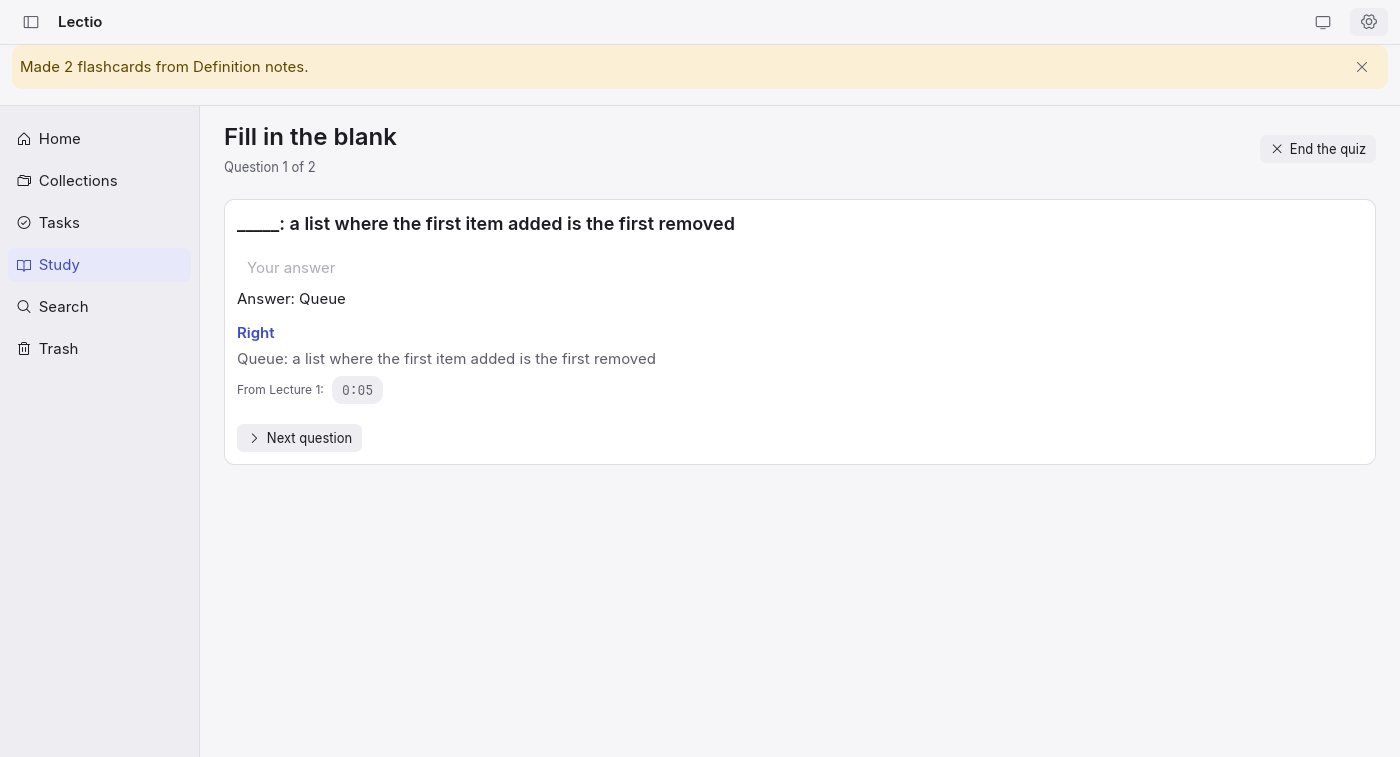 Lectio
Made 2 flashcards from Definition notes.
Home
Collections
Tasks
Study
Search
Trash
Fill in the blank
Question 1 of 2
End the quiz
_____: a list where the first item added is the first removed
Your answer
Answer: Queue
Right
Queue: a list where the first item added is the first removed
From Lecture 1: 0:05
Next question